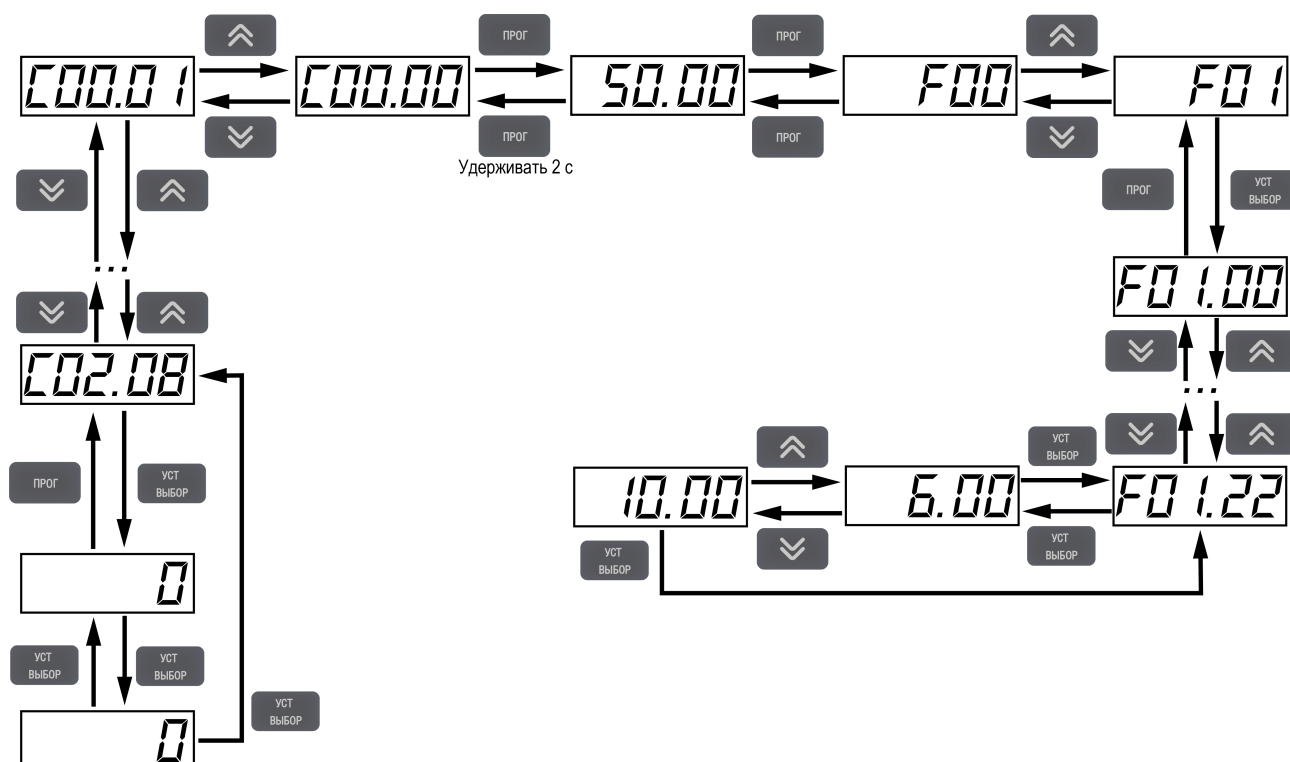 ПРОГ
ПРОГ
C00.01
C00.00
50.00
F00
F01
ПРОГ
ПРОГ
Удерживать 2 с
ПРОГ
УСТ
ВЫБОР
F01.00
...
C02.08
...
УСТ
ВЫБОР
10.00
6.00
F01.22
ПРОГ
УСТ
ВЫБОР
УСТ
ВЫБОР
УСТ
ВЫБОР
0
УСТ
ВЫБОР
УСТ
ВЫБОР
УСТ
ВЫБОР
0